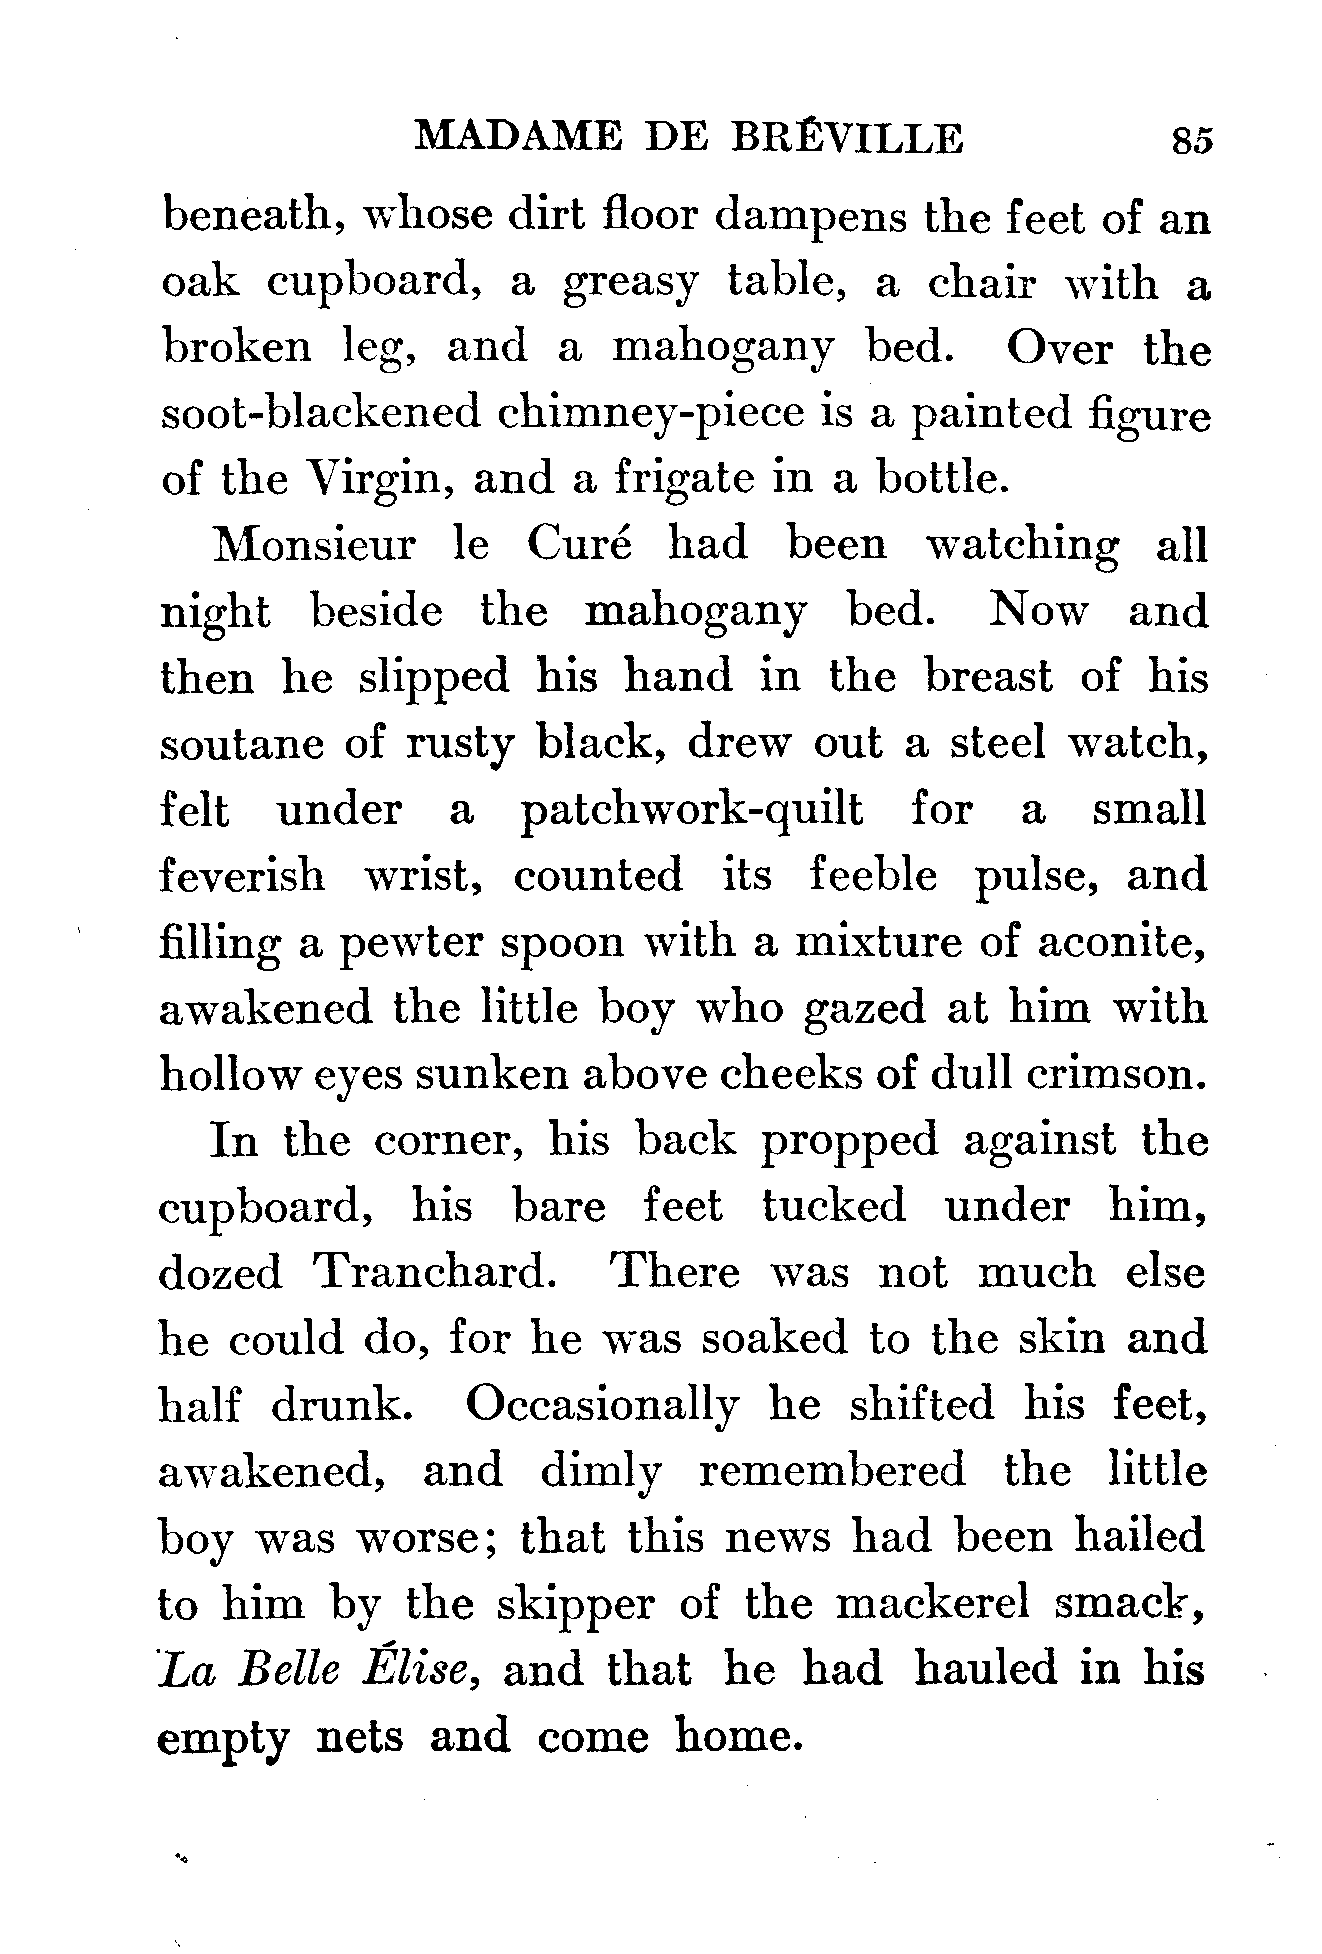 MADAME DE BRÉVILLE 85
beneath, whose dirt floor dampens the feet of an
oak cupboard, a greasy table, a chair with a
broken leg, and a mahogany bed. Over the
soot-blackened chimney-piece is a painted figure
of the Virgin, and a frigate in a bottle.
Monsieur le Curé had been watching all
night beside the mahogany bed. Now and
then he slipped his hand in the breast of his
soutane of rusty black, drew out a steel watch,
felt under a patchwork-quilt for a small
feverish wrist, counted its feeble pulse, and
filling a pewter spoon with a mixture of aconite,
awakened the little boy who gazed at him with
hollow eyes sunken above cheeks of dull crimson.
In the corner, his back propped against the
cupboard, his bare feet tucked under him,
dozed Tranchard. There was not much else
he could do, for he was soaked to the skin and
half drunk. Occasionally he shifted his feet,
awakened, and dimly remembered the little
boy was worse; that this news had been hailed
to him by the skipper of the mackerel smack,
La Belle Élise, and that he had hauled in his
empty nets and come home.